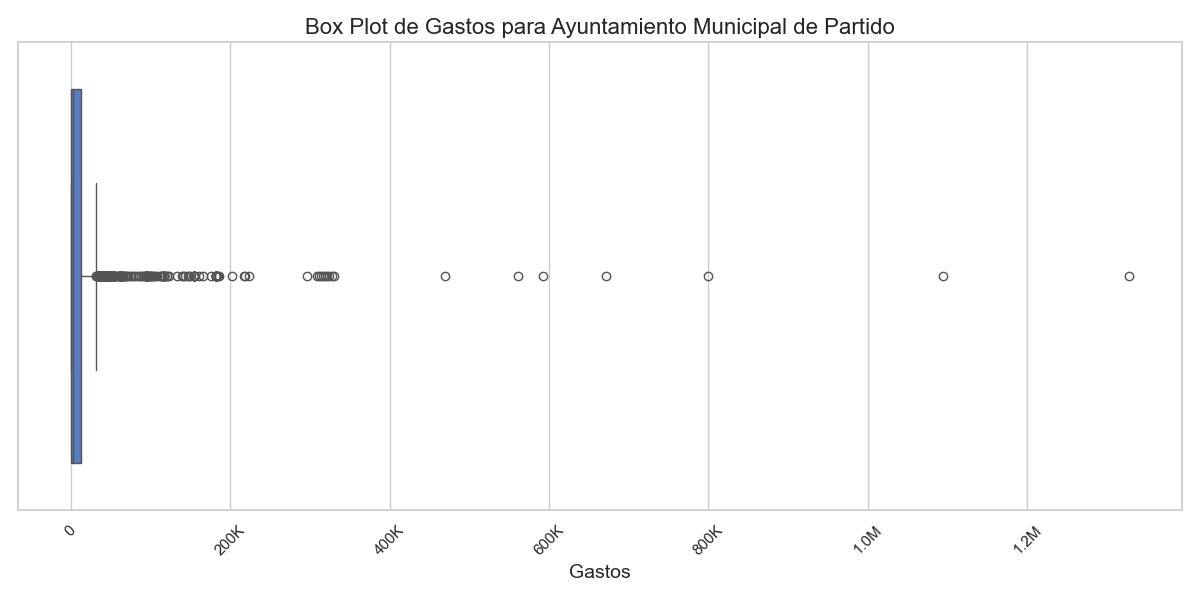 Box Plot de Gastos para Ayuntamiento Municipal de Partido
0
200K
400K
600K
800K
1.0M
1.2M
Gastos